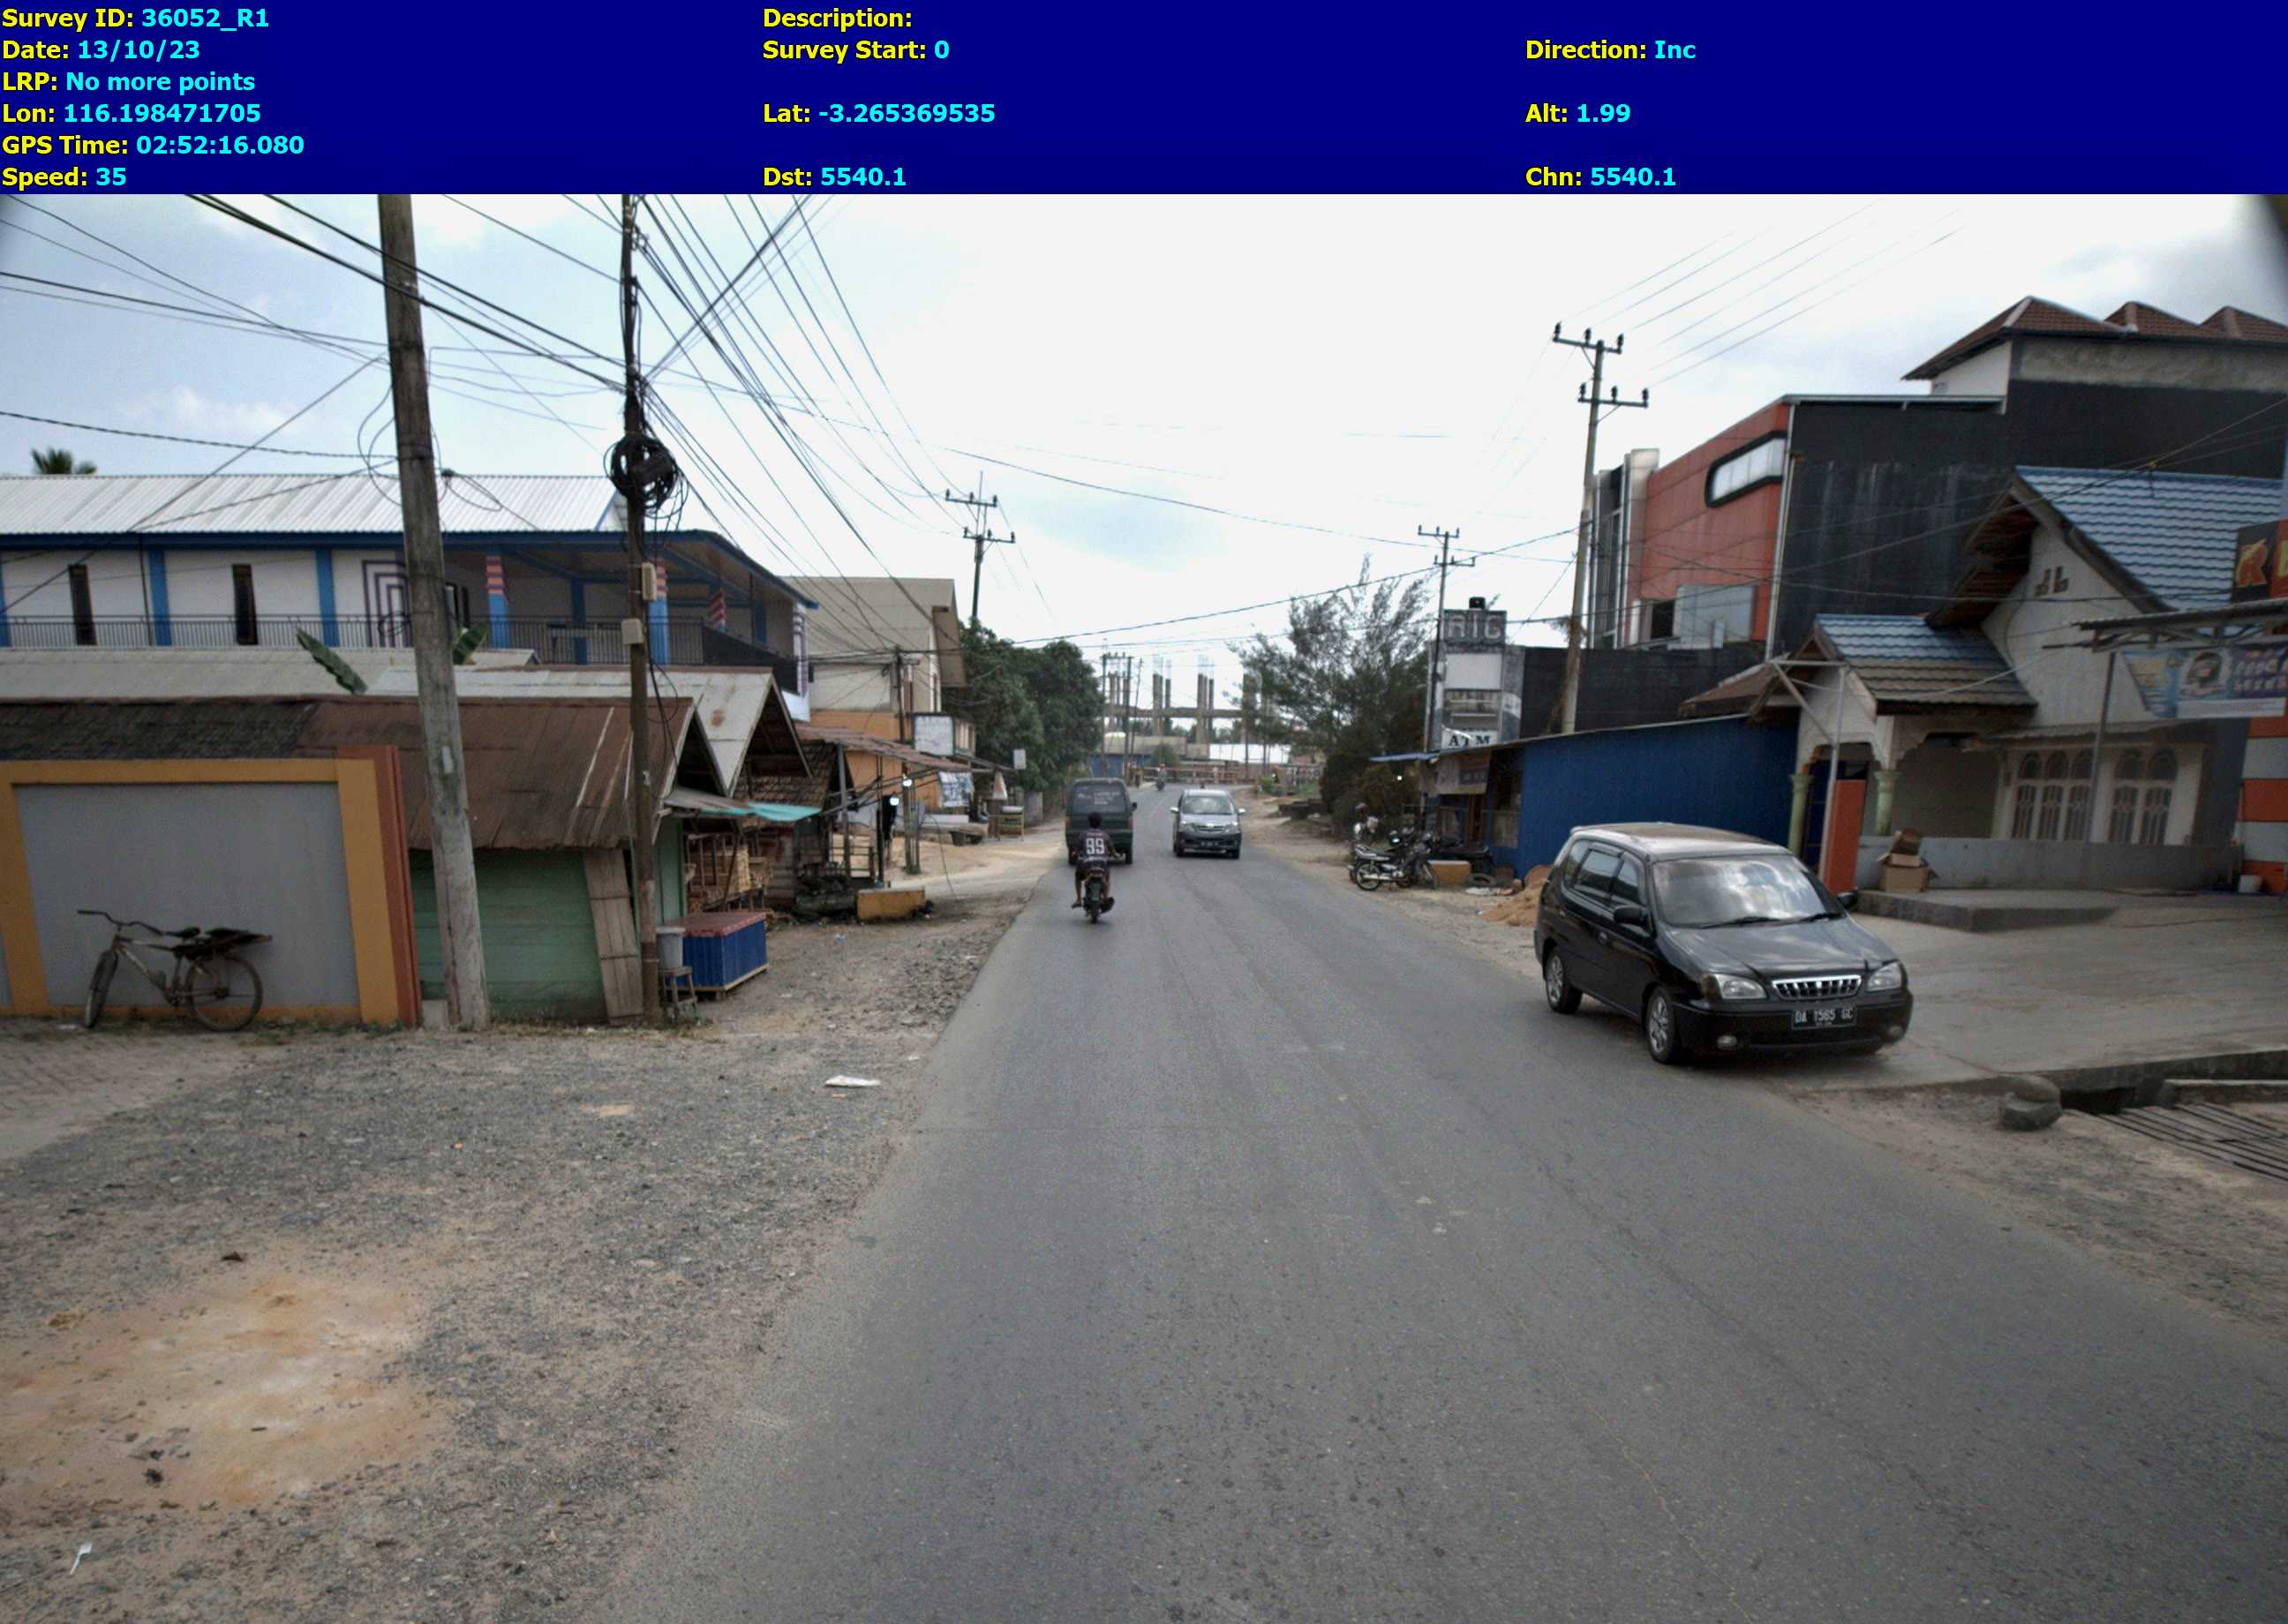 Survey ID: 36052_R1
Description:
Date: 13/10/23
Survey Start: 0
Direction: Inc
LRP: No more points
Lon: 116.198471705
Lat: -3.265369535
Alt: 1.99
GPS Time: 02:52:16.080
Speed: 35
Dst: 5540.1
Chn: 5540.1
ATM
99
DA 1565 GC